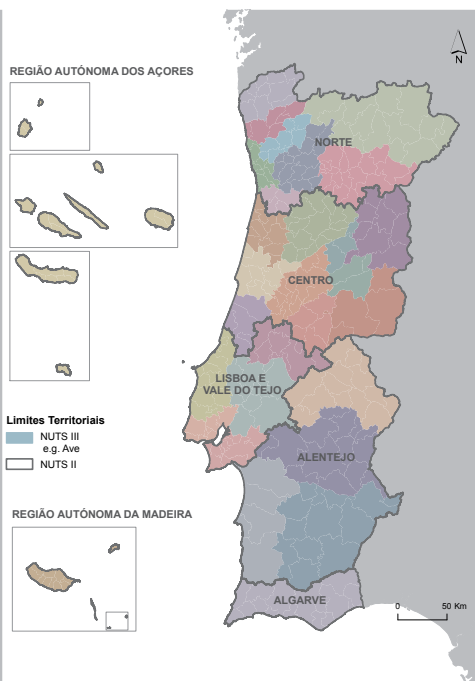 N
REGIÃO AUTÓNOMA DOS AÇORES
NORTE
CENTRO
LISBOA E
VALE DO TEJO
Limites Territoriais
NUTS III
e.g. Ave
NUTS II
ALENTEJO
REGIÃO AUTÓNOMA DA MADEIRA
ALGARVE
0 50 Km